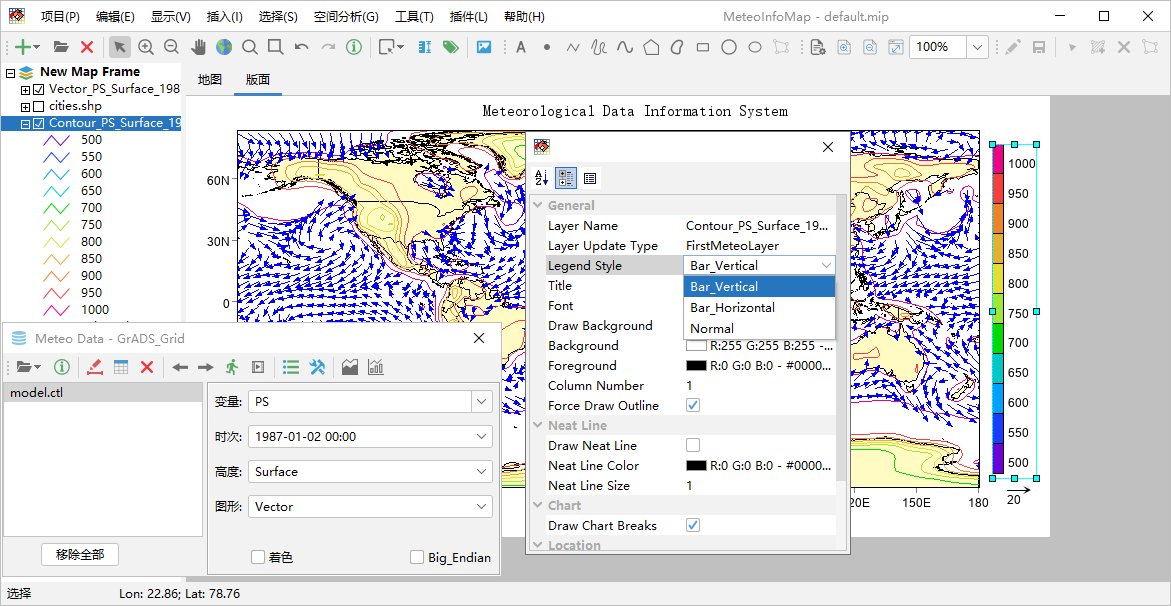 项目(P) 编辑(E) 显示(V) 插入(I) 选择(S) 空间分析(G) 工具(T) 插件(L) 帮助(H) MeteoInfoMap - default.mip
A 100%
New Map Frame
Vector_PS_Surface_198
cities.shp
Contour_PS_Surface_19
500
550
600
650
700
750
800
850
900
950
1000
地图 版面
Meteorological Data Information System
60N
30N
0
120E 150E 180
1000
950
900
850
800
750
700
650
600
550
500
20
General
Layer Name Contour_PS_Surface_19...
Layer Update Type FirstMeteoLayer
Legend Style Bar_Vertical
Bar_Vertical
Bar_Horizontal
Normal
Title
Font
Draw Background
Background R:255 G:255 B:255 -...
Foreground R:0 G:0 B:0 - #0000...
Column Number 1
Force Draw Outline
Neat Line
Draw Neat Line
Neat Line Color R:0 G:0 B:0 - #0000...
Neat Line Size 1
Chart
Draw Chart Breaks
Location
Meteo Data - GrADS_Grid
model.ctl
移除全部
变量: PS
时次: 1987-01-02 00:00
高度: Surface
图形: Vector
着色 Big_Endian
选择 Lon: 22.86; Lat: 78.76